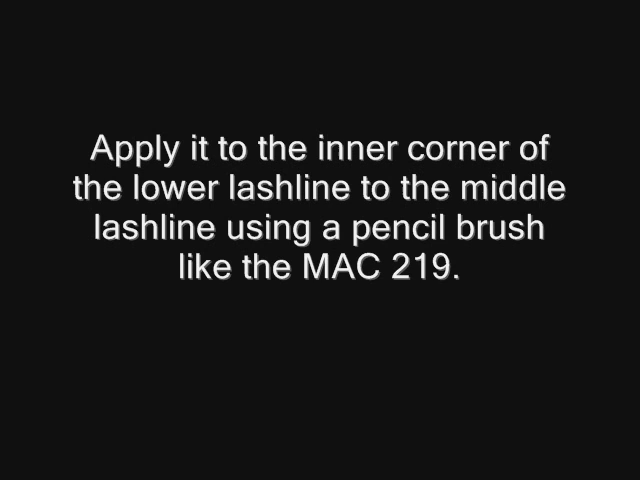 Apply it to the inner corner of
the lower lashline to the middle
lashline using a pencil brush
like the MAC 219.